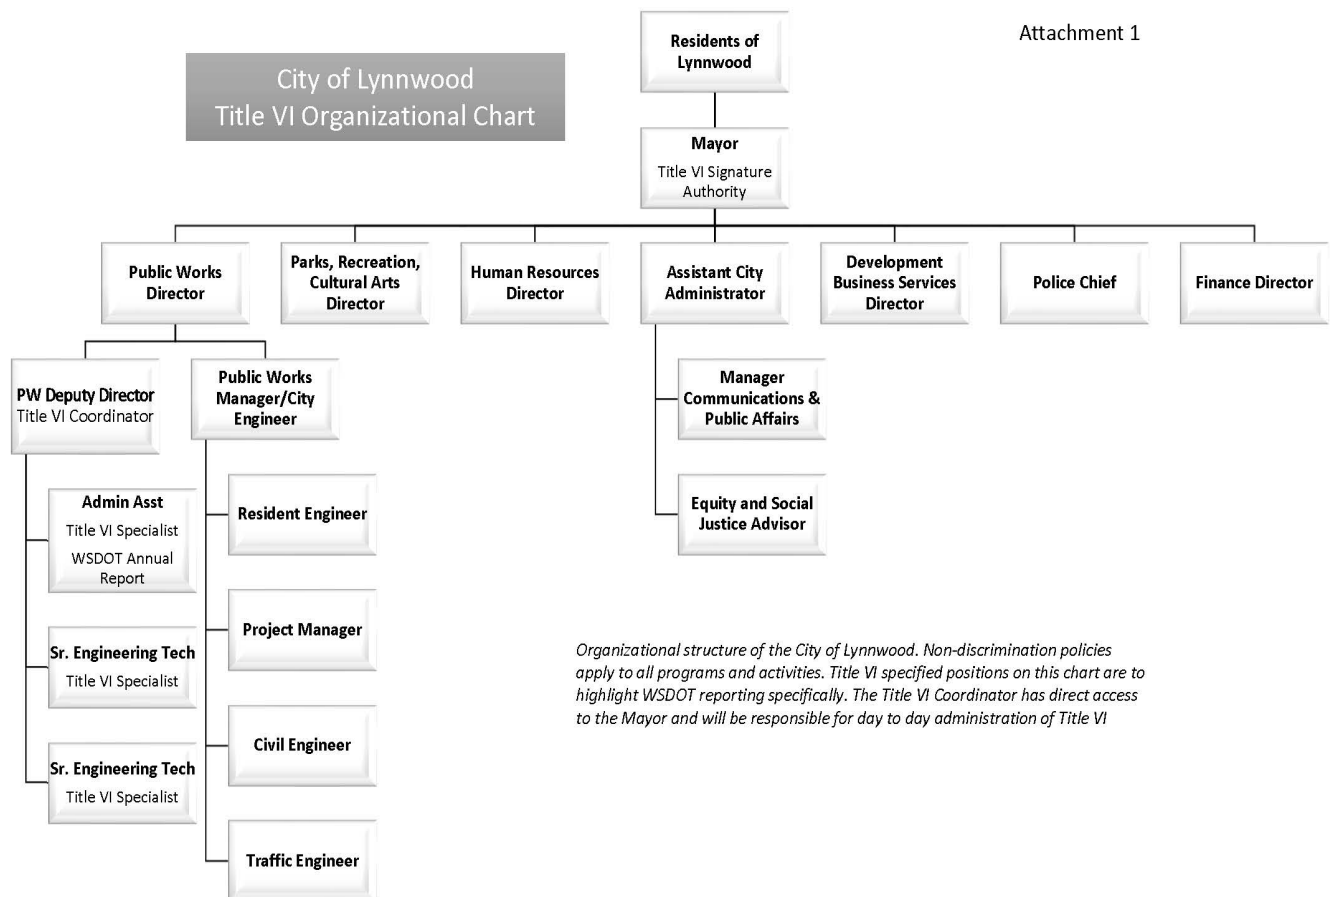 Attachment 1
City of Lynnwood
Title VI Organizational Chart
Residents of
Lynnwood
Mayor
Title VI Signature
Authority
Public Works
Director
Parks, Recreation,
Cultural Arts
Director
Human Resources
Director
Assistant City
Administrator
Development
Business Services
Director
Police Chief
Finance Director
PW Deputy Director
Title VI Coordinator
Public Works
Manager/City
Engineer
Manager
Communications &
Public Affairs
Admin Asst
Title VI Specialist
WSDOT Annual
Report
Resident Engineer
Equity and Social
Justice Advisor
Sr. Engineering Tech
Title VI Specialist
Project Manager
Sr. Engineering Tech
Title VI Specialist
Civil Engineer
Traffic Engineer
Organizational structure of the City of Lynnwood. Non-discrimination policies
apply to all programs and activities. Title VI specified positions on this chart are to
highlight WSDOT reporting specifically. The Title VI Coordinator has direct access
to the Mayor and will be responsible for day to day administration of Title VI